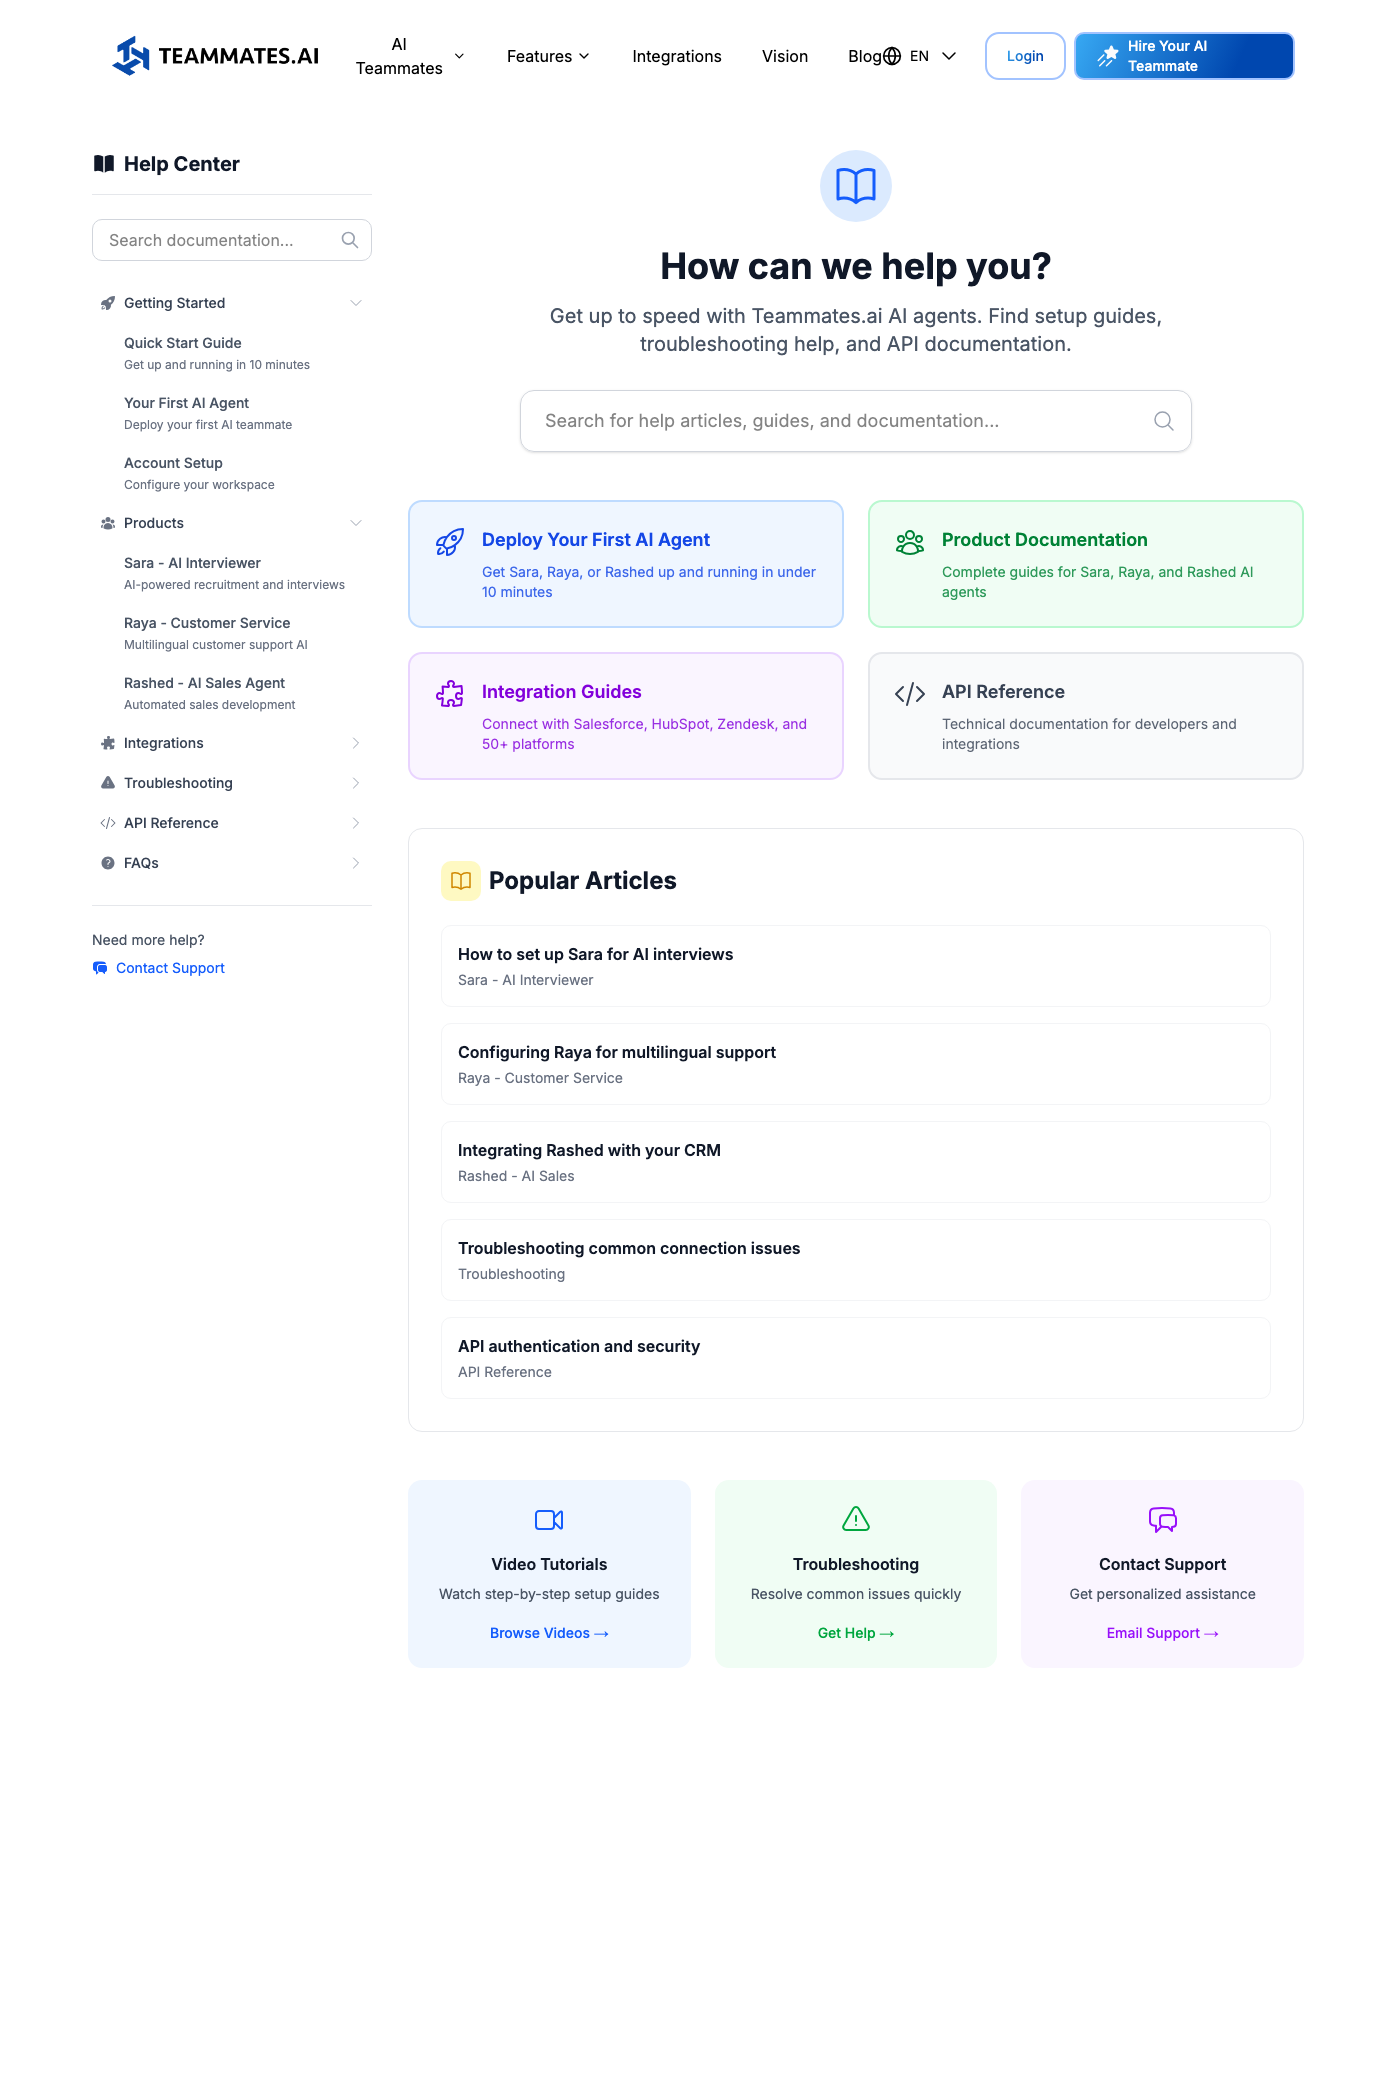 TEAMMATES.AI
AI
Teammates
Features
Integrations
Vision
Blog
EN
Login
Hire Your AI
Teammate
Help Center
Search documentation...
Getting Started
Quick Start Guide
Get up and running in 10 minutes
Your First AI Agent
Deploy your first AI teammate
Account Setup
Configure your workspace
Products
Sara - AI Interviewer
AI-powered recruitment and interviews
Raya - Customer Service
Multilingual customer support AI
Rashed - AI Sales Agent
Automated sales development
Integrations
Troubleshooting
API Reference
FAQs
Need more help?
Contact Support
How can we help you?
Get up to speed with Teammates.ai AI agents. Find setup guides,
troubleshooting help, and API documentation.
Search for help articles, guides, and documentation...
Deploy Your First AI Agent
Get Sara, Raya, or Rashed up and running in under
10 minutes
Product Documentation
Complete guides for Sara, Raya, and Rashed AI
agents
Integration Guides
Connect with Salesforce, HubSpot, Zendesk, and
50+ platforms
API Reference
Technical documentation for developers and
integrations
Popular Articles
How to set up Sara for AI interviews
Sara - AI Interviewer
Configuring Raya for multilingual support
Raya - Customer Service
Integrating Rashed with your CRM
Rashed - AI Sales
Troubleshooting common connection issues
Troubleshooting
API authentication and security
API Reference
Video Tutorials
Watch step-by-step setup guides
Browse Videos →
Troubleshooting
Resolve common issues quickly
Get Help →
Contact Support
Get personalized assistance
Email Support →